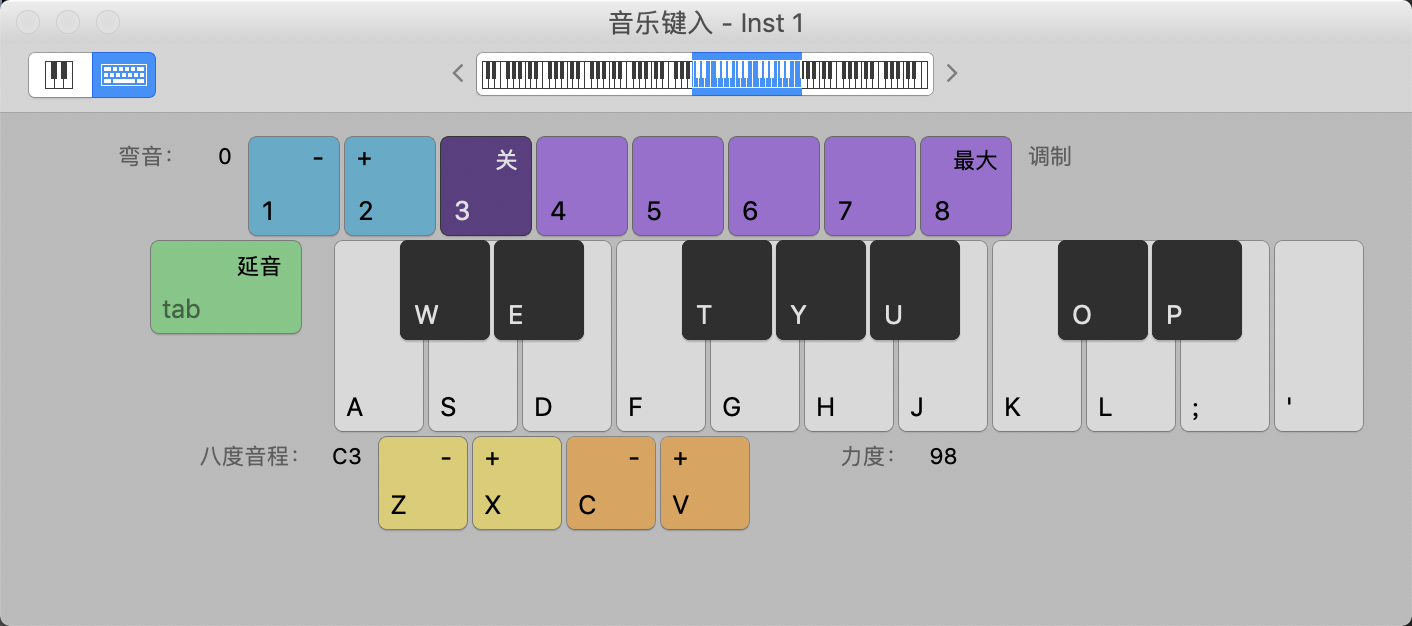 音乐键入 - Inst 1
弯音： 0 - + 关 最大 调制
1 2 3 4 5 6 7 8
延音
tab
W E T Y U O P
A S D F G H J K L ; '
八度音程： C3 - + - + 力度： 98
Z X C V